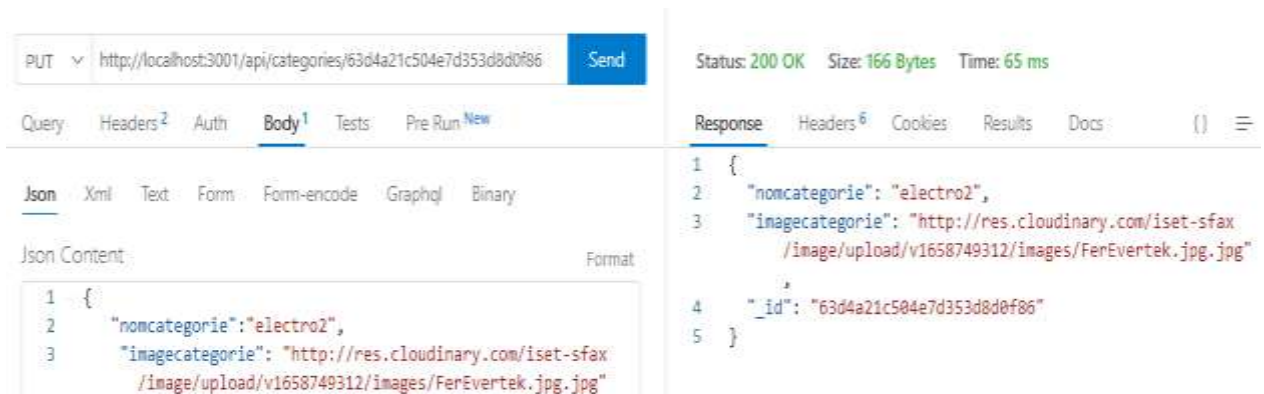 PUT http://localhost:3001/api/categories/63d4a21c504e7d353d8d0f86 Send
Query Headers 2 Auth Body 1 Tests Pre Run New
Json Xml Text Form Form-encode Graphql Binary
Json Content Format
1 {
2 "nomcategorie":"electro2",
3 "imagecategorie": "http://res.cloudinary.com/iset-sfax
/image/upload/v1658749312/images/FerEvertek.jpg.jpg"
Status: 200 OK Size: 166 Bytes Time: 65 ms
Response Headers 6 Cookies Results Docs {}
1 {
2 "nomcategorie": "electro2",
3 "imagecategorie": "http://res.cloudinary.com/iset-sfax
/image/upload/v1658749312/images/FerEvertek.jpg.jpg"
,
4 "_id": "63d4a21c504e7d353d8d0f86"
5 }